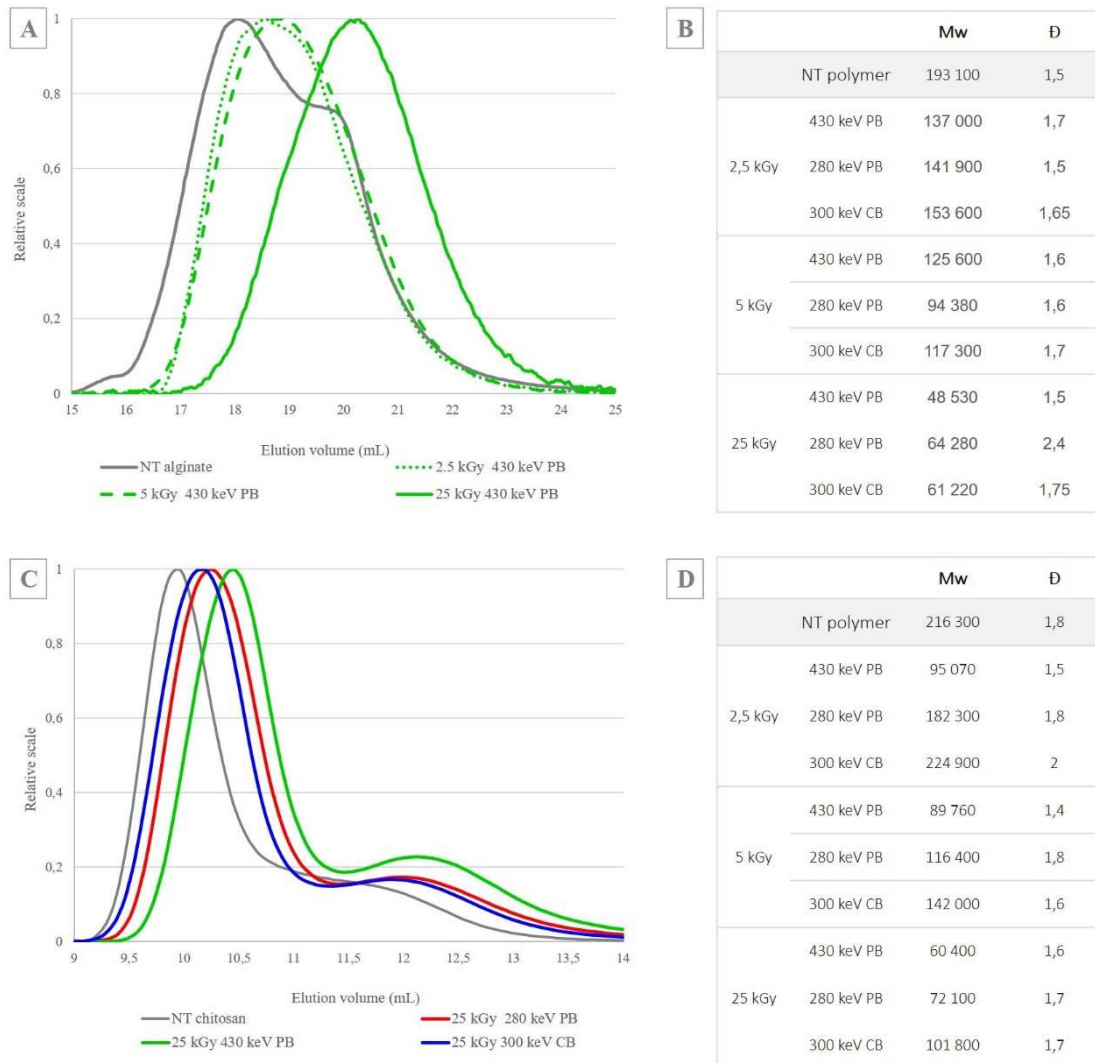 A
Relative scale
1
0,8
0,6
0,4
0,2
0
15 16 17 18 19 20 21 22 23 24 25
Elution volume (mL)
NT alginate 2.5 kGy 430 keV PB
5 kGy 430 keV PB 25 kGy 430 keV PB
B
Mw Đ
NT polymer 193 100 1,5
2,5 kGy
430 keV PB 137 000 1,7
280 keV PB 141 900 1,5
300 keV CB 153 600 1,65
5 kGy
430 keV PB 125 600 1,6
280 keV PB 94 380 1,6
300 keV CB 117 300 1,7
25 kGy
430 keV PB 48 530 1,5
280 keV PB 64 280 2,4
300 keV CB 61 220 1,75
C
Relative scale
1
0,8
0,6
0,4
0,2
0
9 9,5 10 10,5 11 11,5 12 12,5 13 13,5 14
Elution volume (mL)
NT chitosan 25 kGy 280 keV PB
25 kGy 430 keV PB 25 kGy 300 keV CB
D
Mw Đ
NT polymer 216 300 1,8
2,5 kGy
430 keV PB 95 070 1,5
280 keV PB 182 300 1,8
300 keV CB 224 900 2
5 kGy
430 keV PB 89 760 1,4
280 keV PB 116 400 1,8
300 keV CB 142 000 1,6
25 kGy
430 keV PB 60 400 1,6
280 keV PB 72 100 1,7
300 keV CB 101 800 1,7